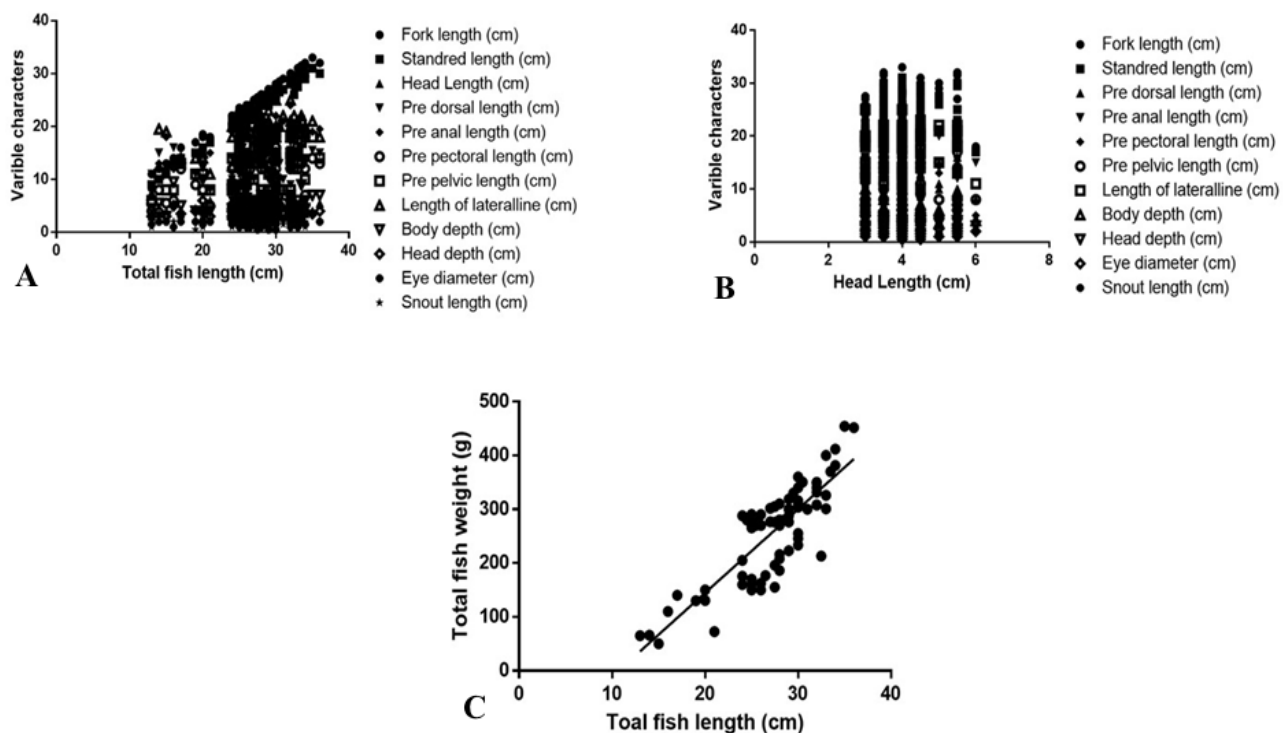 Varible characters
40
30
20
10
0
0 10 20 30 40
Total fish length (cm)
A
Fork length (cm)
Standred length (cm)
Head Length (cm)
Pre dorsal length (cm)
Pre anal length (cm)
Pre pectoral length (cm)
Pre pelvic length (cm)
Length of lateralline (cm)
Body depth (cm)
Head depth (cm)
Eye diameter (cm)
Snout length (cm)
Varible characters
40
30
20
10
0
0 2 4 6 8
Head Length (cm)
B
Fork length (cm)
Standred length (cm)
Pre dorsal length (cm)
Pre anal length (cm)
Pre pectoral length (cm)
Pre pelvic length (cm)
Length of lateralline (cm)
Body depth (cm)
Head depth (cm)
Eye diameter (cm)
Snout length (cm)
Total fish weight (g)
500
400
300
200
100
0
0 10 20 30 40
Toal fish length (cm)
C